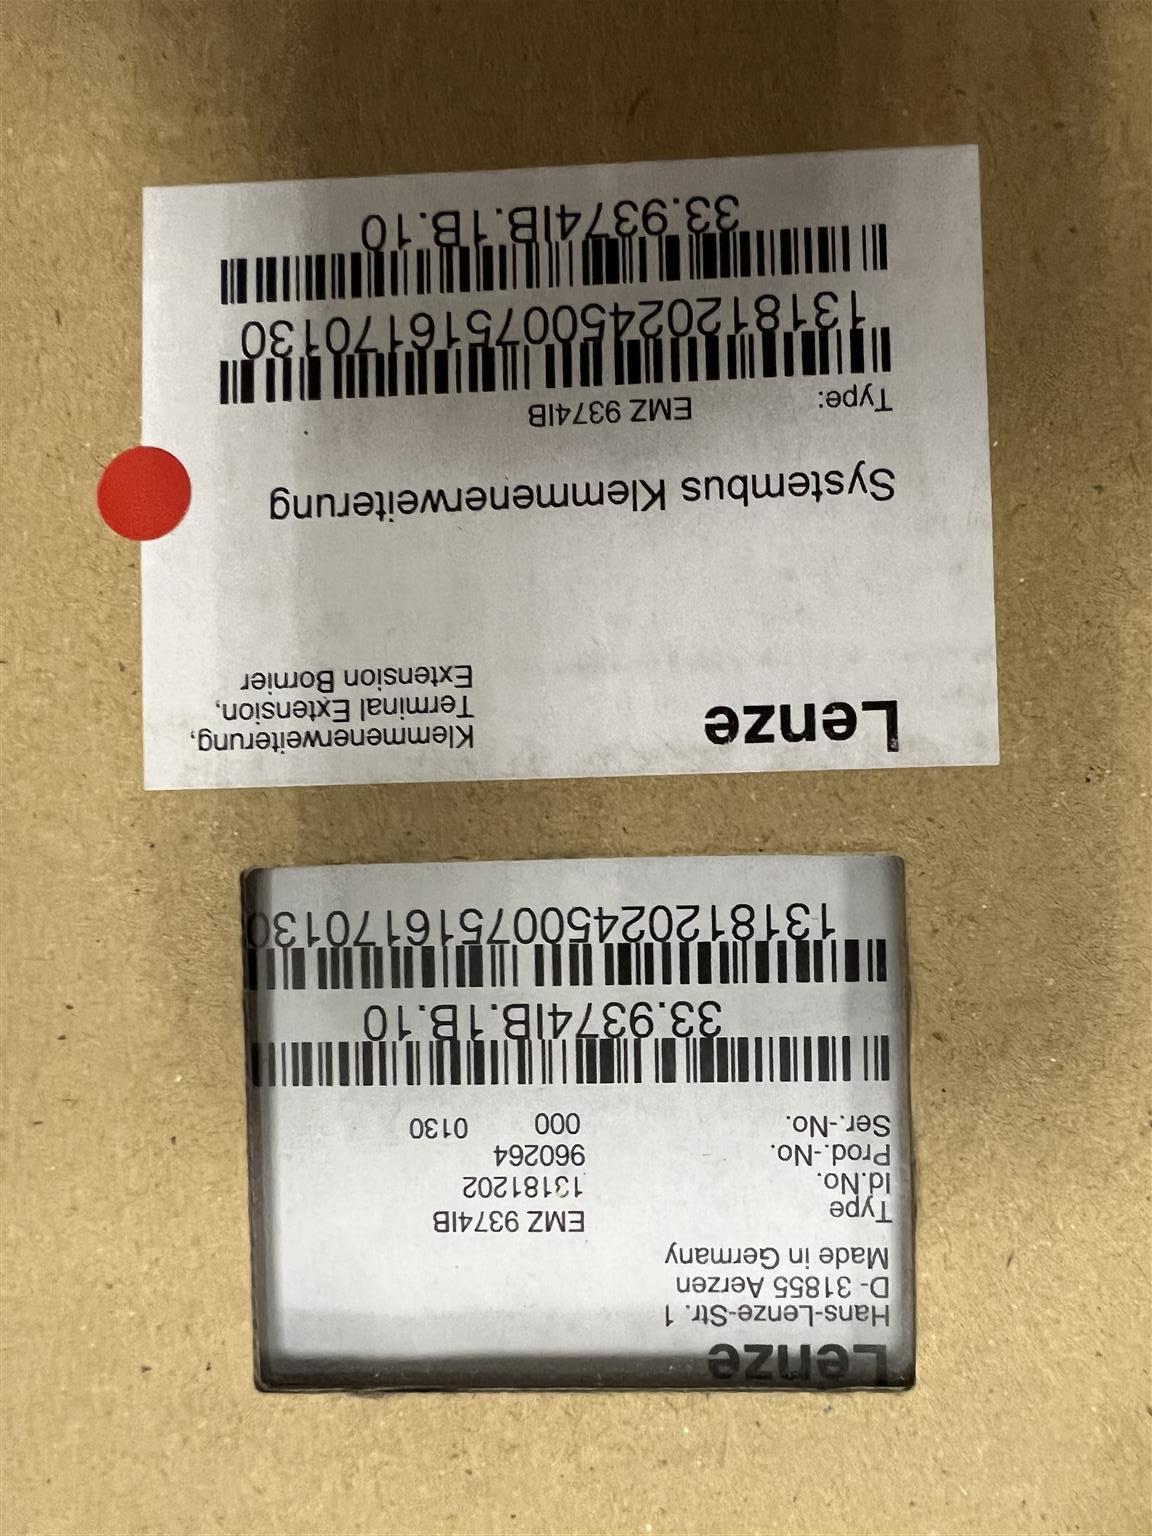 Lenze
Klemmenerweiterung,
Terminal Extension,
Extension Bornier
Systembus Klemmenerweiterung
Type: EMZ 9374IB
1318120245007516170130
33.9374IB.1B.10
Lenze
Hans-Lenze-Str. 1
D- 31855 Aerzen
Made in Germany
Type EMZ 9374IB
Id.No. 13181202
Prod.-No. 960264
Ser.-No. 000 0130
33.9374IB.1B.10
1318120245007516170130